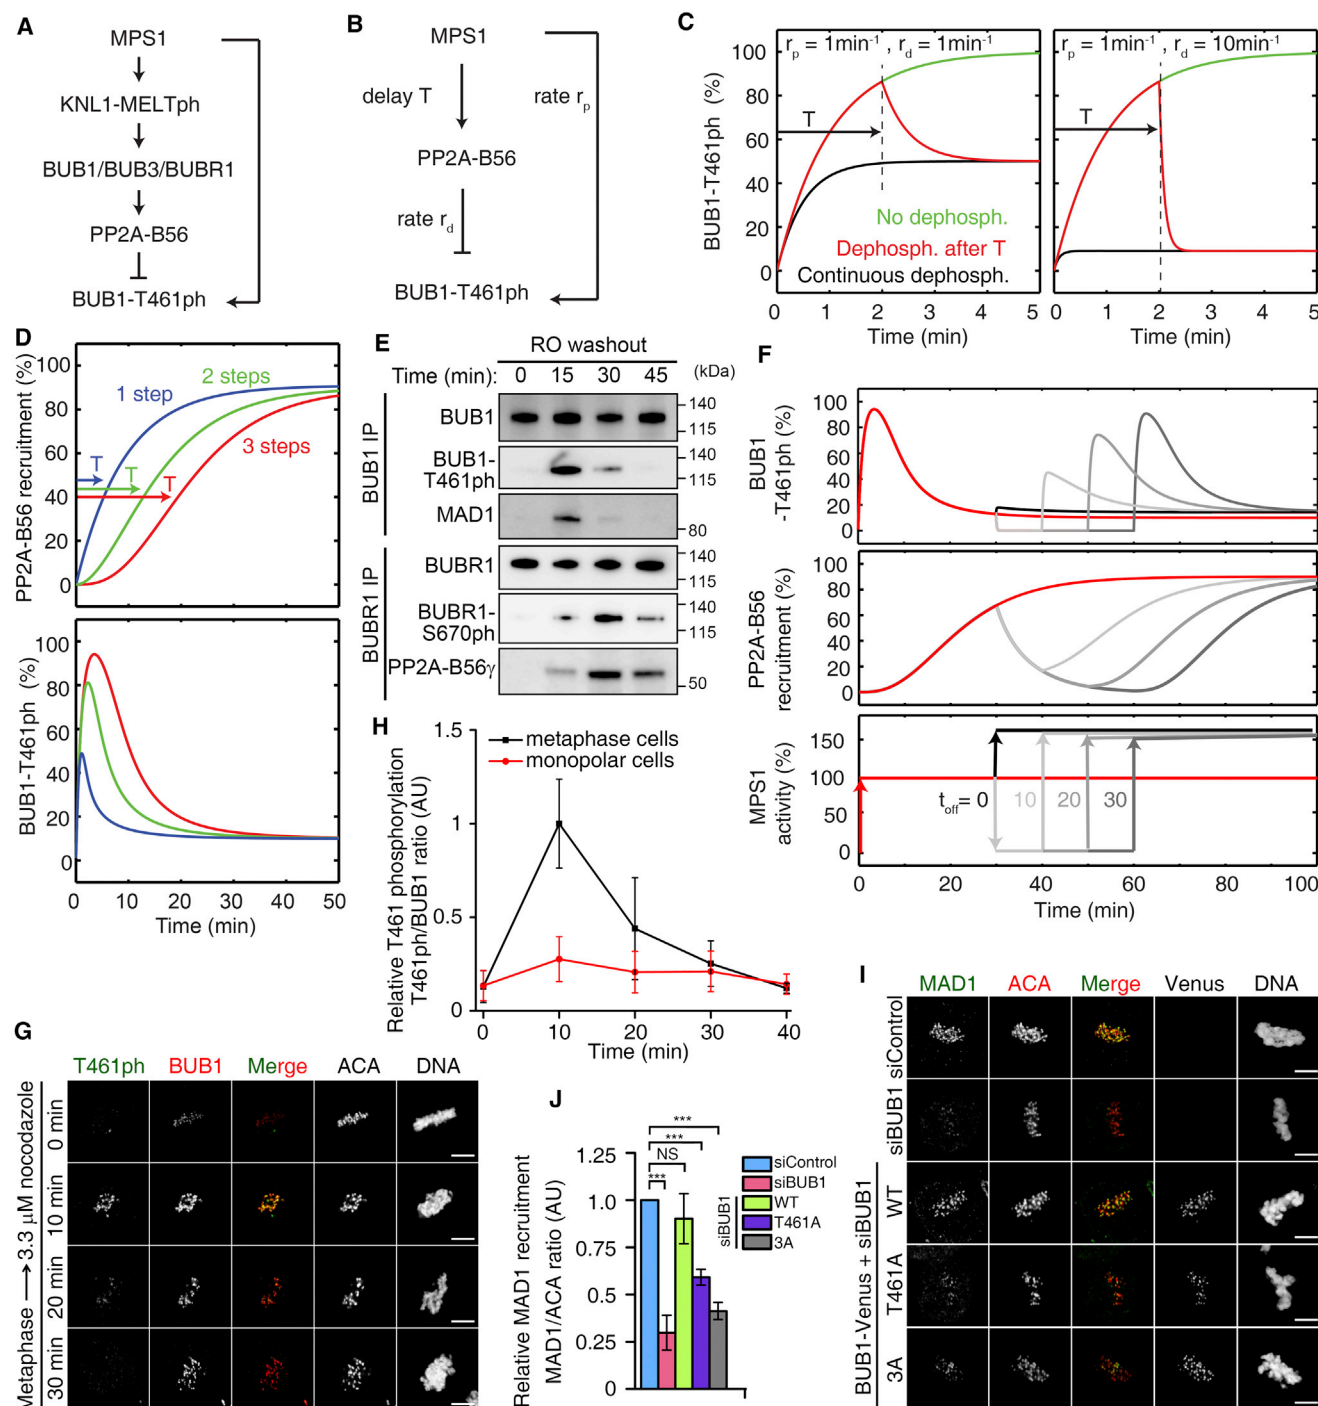 A
MPS1
KNL1-MELTph
BUB1/BUB3/BUBR1
PP2A-B56
BUB1-T461ph
B
MPS1
delay T
rate rp
PP2A-B56
rate rd
BUB1-T461ph
C
BUB1-T461ph (%)
100
80
60
40
20
0
rp = 1min-1 , rd = 1min-1
T
No dephosph.
Dephosph. after T
Continuous dephosph.
0 1 2 3 4 5
Time (min)
rp = 1min-1 , rd = 10min-1
T
0 1 2 3 4 5
Time (min)
D
PP2A-B56 recruitment (%)
100
80
60
40
20
0
1 step
2 steps
3 steps
T
T
T
BUB1-T461ph (%)
100
80
60
40
20
0
0 10 20 30 40 50
Time (min)
E
RO washout
Time (min): 0 15 30 45 (kDa)
BUB1 IP
BUB1
140
115
BUB1-
T461ph
140
115
MAD1
80
BUBR1 IP
BUBR1
140
115
BUBR1-
S670ph
140
115
PP2A-B56γ
50
F
BUB1
-T461ph (%)
100
80
60
40
20
0
PP2A-B56
recruitment (%)
100
80
60
40
20
0
MPS1
activity (%)
150
100
50
0
toff= 0 10 20 30
0 20 40 60 80 100
Time (min)
H
Relative T461 phosphorylation
T461ph/BUB1 ratio (AU)
1.5
1
0.5
0
metaphase cells
monopolar cells
0 10 20 30 40
Time (min)
G
T461ph BUB1 Merge ACA DNA
Metaphase → 3.3 µM nocodazole
0 min
10 min
20 min
30 min
J
Relative MAD1 recruitment
MAD1/ACA ratio (AU)
1.25
1.0
0.75
0.5
0.25
0
***
***
NS
***
siControl
siBUB1
siBUB1
WT
T461A
3A
I
MAD1 ACA Merge Venus DNA
siControl
siBUB1
BUB1-Venus + siBUB1
WT
T461A
3A